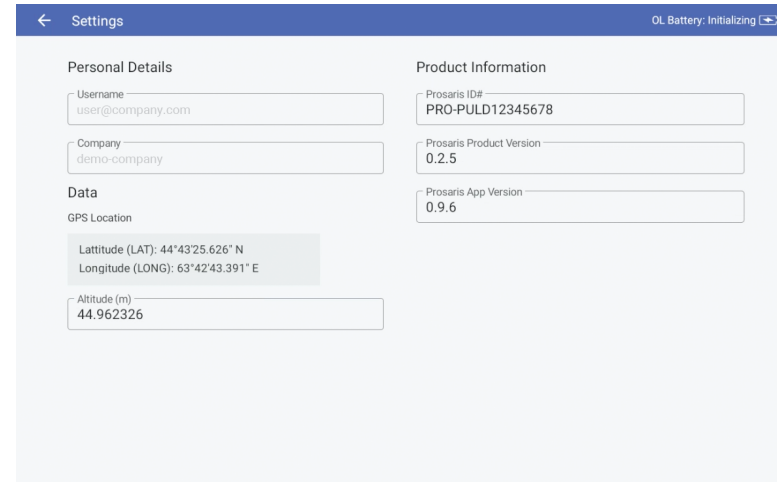 Settings
OL Battery: Initializing
Personal Details
Username
user@company.com
Company
demo-company
Data
GPS Location
Lattitude (LAT): 44°43'25.626" N
Longitude (LONG): 63°42'43.391" E
Altitude (m)
44.962326
Product Information
Prosaris ID#
PRO-PULD12345678
Prosaris Product Version
0.2.5
Prosaris App Version
0.9.6